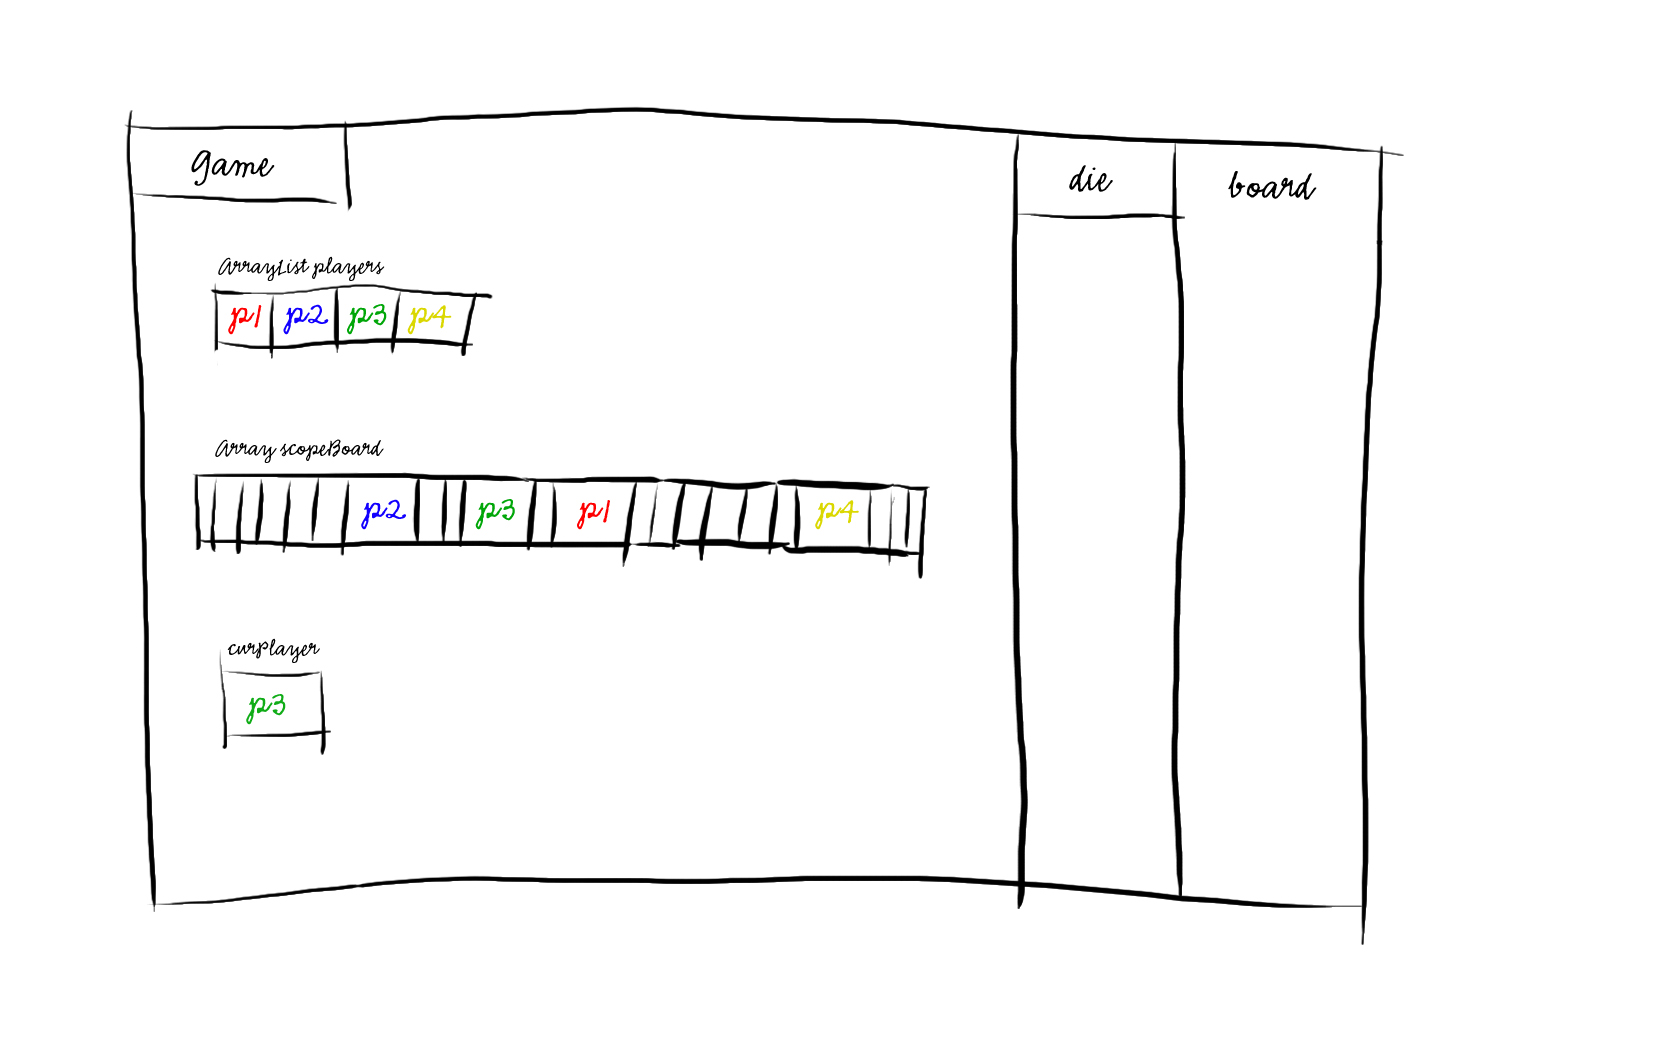 game
die
board
ArrayList players
p1 p2 p3 p4
Array scopeBoard
p2 p3 p1 p4
curPlayer
p3